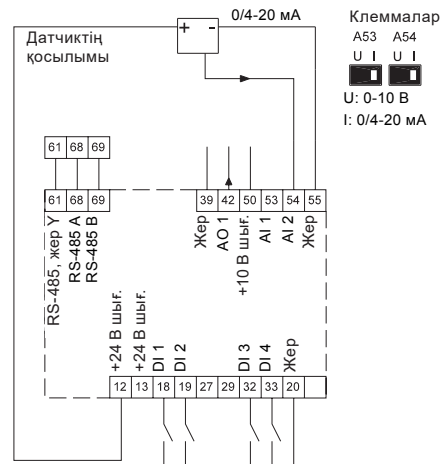 Датчиктің
қосылымы
+ -
0/4-20 мА
Клеммалар
A53 A54
U I U I
U: 0-10 В
I: 0/4-20 мА
61 68 69
61 68 69
RS-485, жер Y
RS-485 A
RS-485 B
39 42 50 53 54 55
Жер
AO 1
+10 В шығ.
AI 1
AI 2
Жер
+24 В шығ.
+24 В шығ.
DI 1
DI 2
DI 3
DI 4
Жер
12 13 18 19 27 29 32 33 20